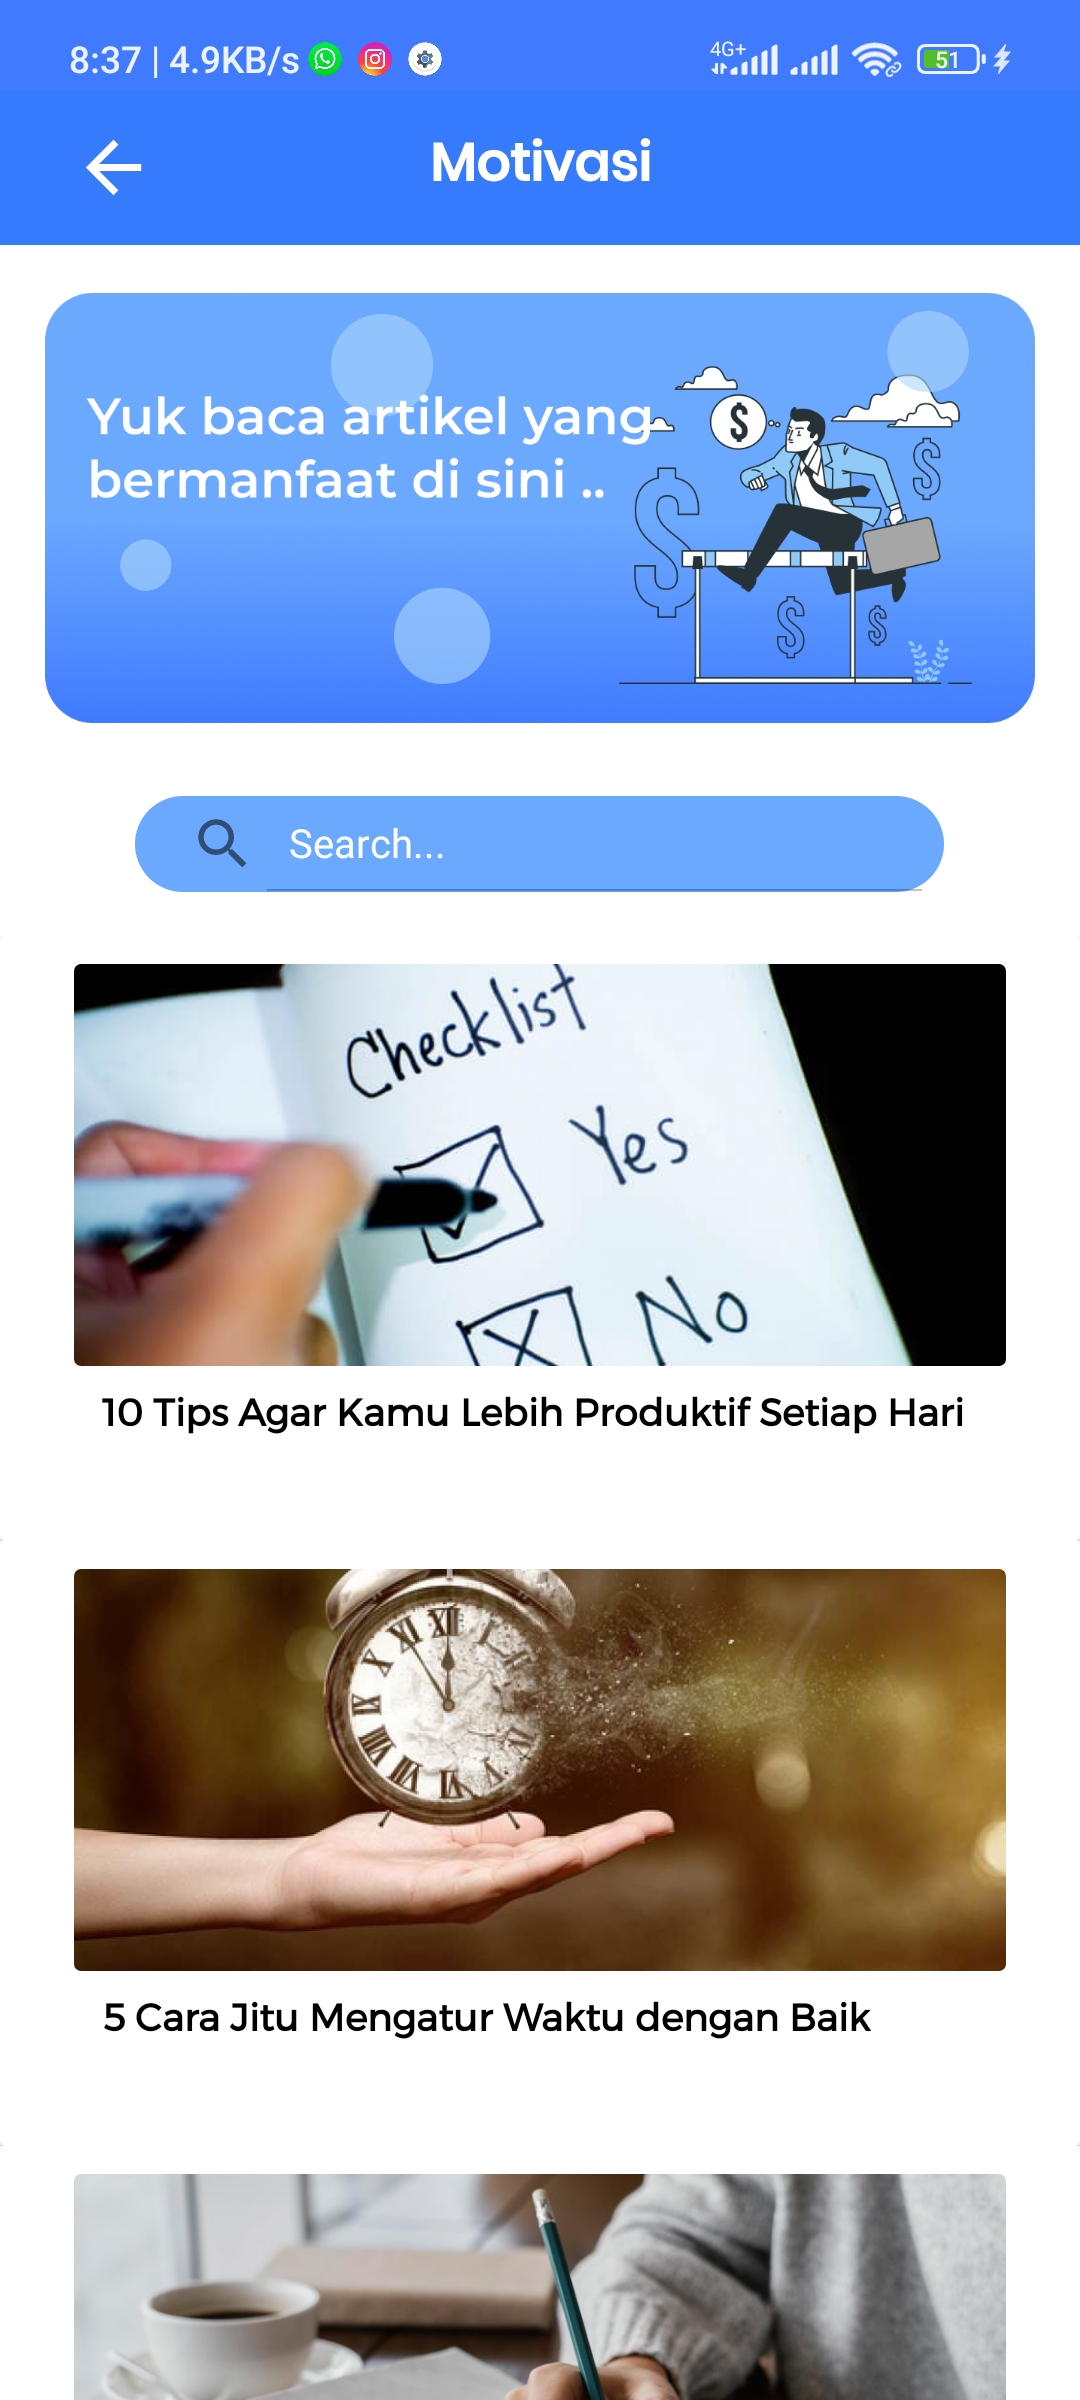 8:37 | 4.9KB/s
4G+
51
Motivasi
Yuk baca artikel yang
bermanfaat di sini ..
$
$
$
$
$
Search...
Checklist
Yes
No
10 Tips Agar Kamu Lebih Produktif Setiap Hari
5 Cara Jitu Mengatur Waktu dengan Baik